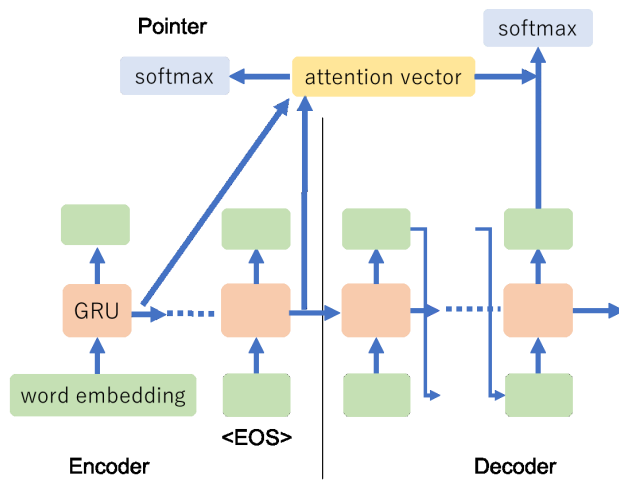 Pointer
softmax
softmax
attention vector
GRU
word embedding
<EOS>
Encoder
Decoder